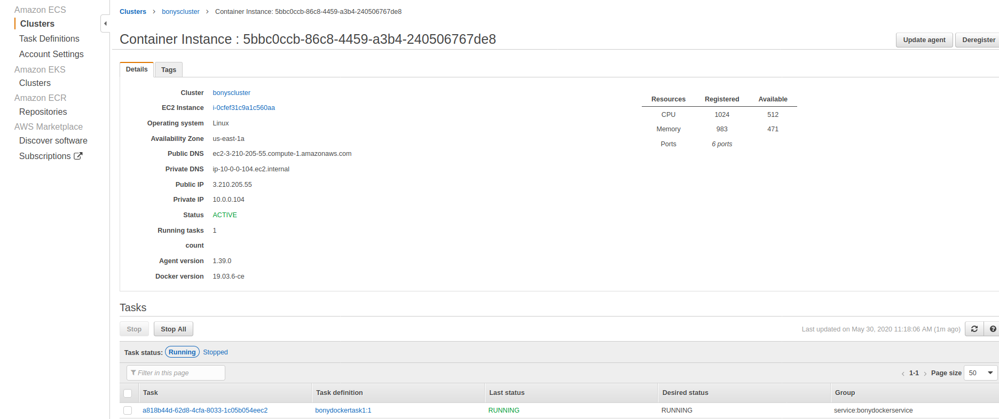 Amazon ECS
Clusters
Task Definitions
Account Settings
Amazon EKS
Clusters
Amazon ECR
Repositories
AWS Marketplace
Discover software
Subscriptions
Clusters > bonyscluster > Container Instance: 5bbc0ccb-86c8-4459-a3b4-240506767de8
Container Instance : 5bbc0ccb-86c8-4459-a3b4-240506767de8
Update agent Deregister
Details Tags
Cluster bonyscluster
EC2 Instance i-0cfef31c9a1c560aa
Operating system Linux
Availability Zone us-east-1a
Public DNS ec2-3-210-205-55.compute-1.amazonaws.com
Private DNS ip-10-0-0-104.ec2.internal
Public IP 3.210.205.55
Private IP 10.0.0.104
Status ACTIVE
Running tasks 1
count
Agent version 1.39.0
Docker version 19.03.6-ce
Resources Registered Available
CPU 1024 512
Memory 983 471
Ports 6 ports
Tasks
Stop Stop All
Last updated on May 30, 2020 11:18:06 AM (1m ago)
Task status: Running Stopped
Filter in this page
< 1-1 > Page size 50
Task Task definition Last status Desired status Group
a818b44d-62d8-4cfa-8033-1c05b054eec2 bonydockertask1:1 RUNNING RUNNING service:bonydockerservice